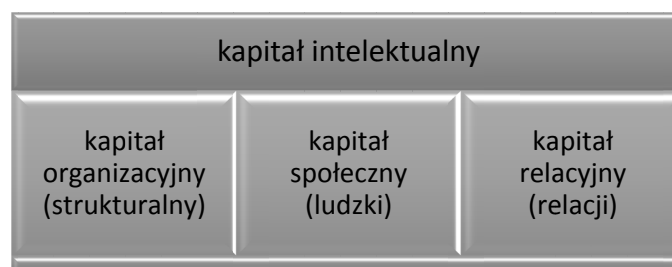 kapitał intelektualny
kapitał
organizacyjny
(strukturalny)
kapitał
społeczny
(ludzki)
kapitał
relacyjny
(relacji)